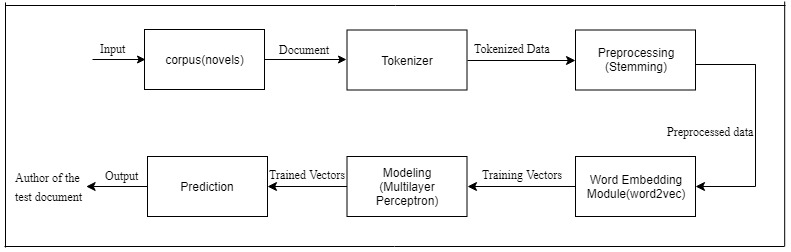 Input
corpus(novels)
Document
Tokenizer
Tokenized Data
Preprocessing
(Stemming)
Preprocessed data
Word Embedding
Module(word2vec)
Training Vectors
Modeling
(Multilayer
Perceptron)
Trained Vectors
Prediction
Output
Author of the
test document